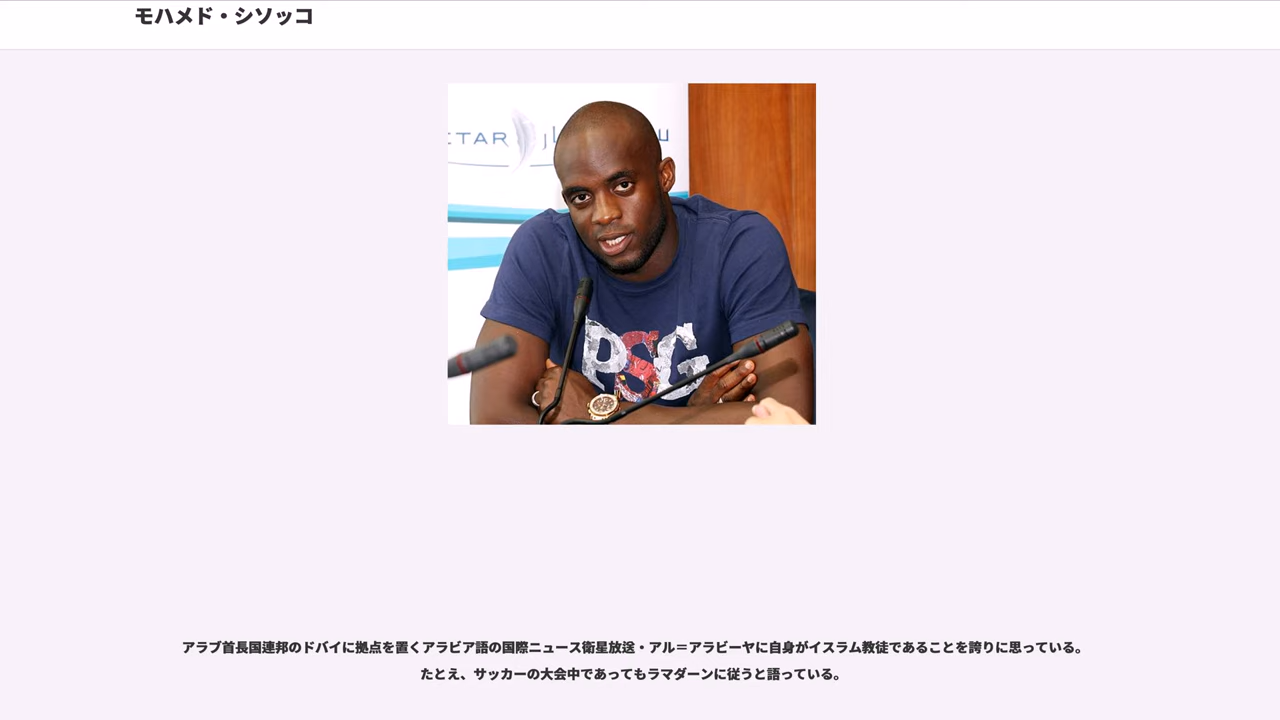 モハメド・シソッコ
ETAR
PSG
アラブ首長国連邦のドバイに拠点を置くアラビア語の国際ニュース衛星放送・アル＝アラビーヤに自身がイスラム教徒であることを誇りに思っている。
たとえ、サッカーの大会中であってもラマダーンに従うと語っている。